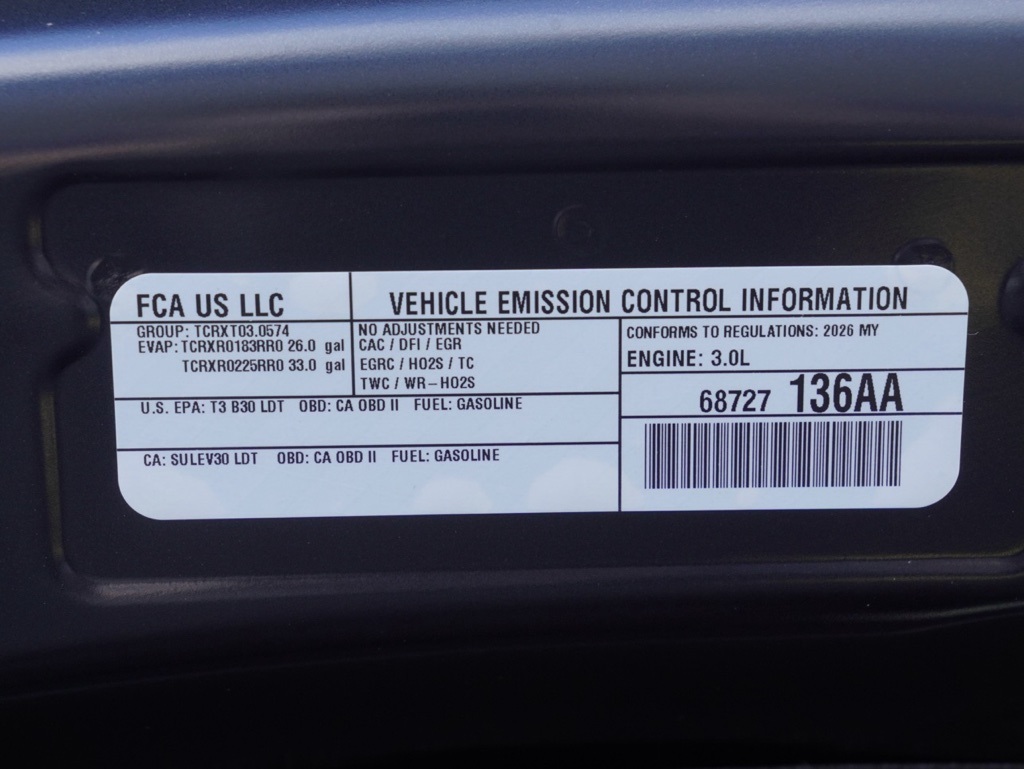 FCA US LLC
VEHICLE EMISSION CONTROL INFORMATION
GROUP: TCRXT03.0574
EVAP: TCRXR0183RR0 26.0 gal
TCRXR0225RR0 33.0 gal
NO ADJUSTMENTS NEEDED
CAC / DFI / EGR
EGRC / HO2S / TC
TWC / WR-HO2S
CONFORMS TO REGULATIONS: 2026 MY
ENGINE: 3.0L
68727 136AA
U.S. EPA: T3 B30 LDT OBD: CA OBD II FUEL: GASOLINE
CA: SULEV30 LDT OBD: CA OBD II FUEL: GASOLINE